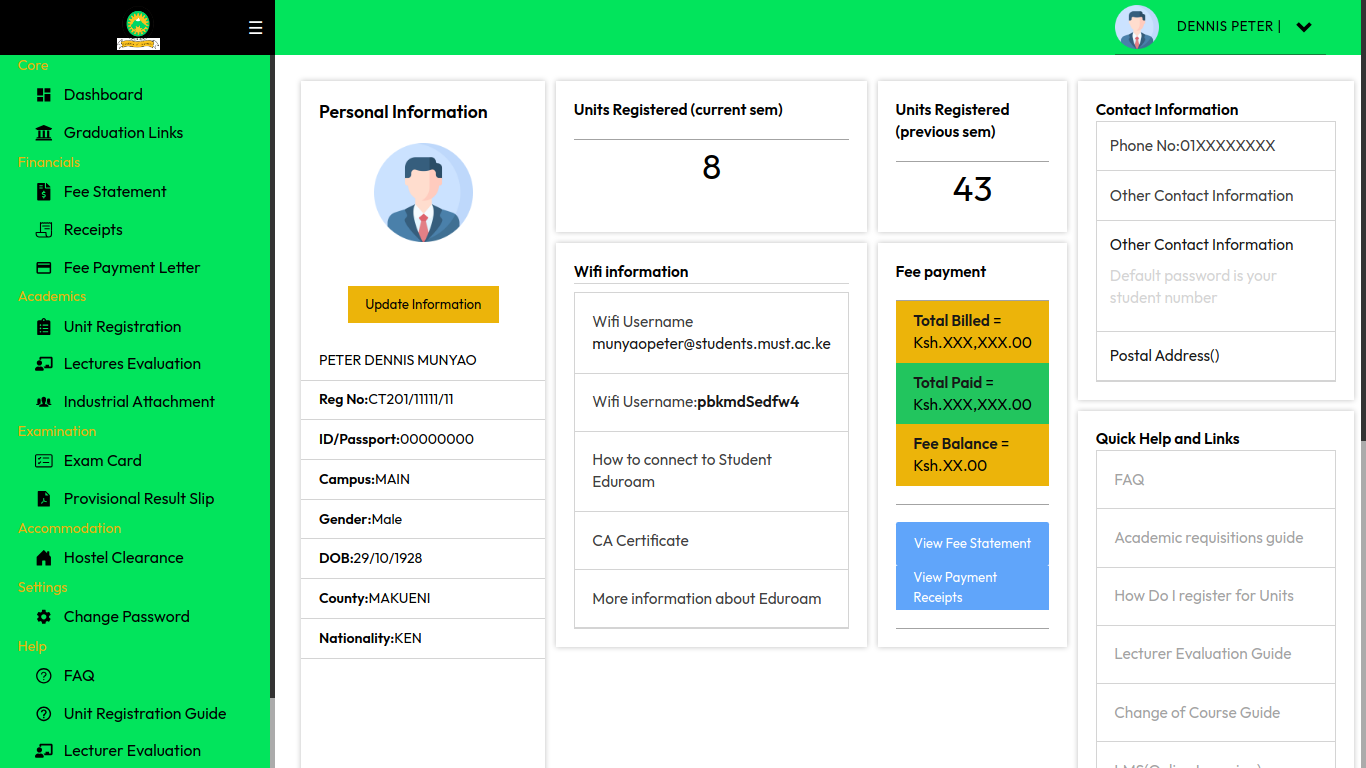 ☰
DENNIS PETER |
Core
Dashboard
Graduation Links
Financials
Fee Statement
Receipts
Fee Payment Letter
Academics
Unit Registration
Lectures Evaluation
Industrial Attachment
Examination
Exam Card
Provisional Result Slip
Accommodation
Hostel Clearance
Settings
Change Password
Help
FAQ
Unit Registration Guide
Lecturer Evaluation
Personal Information
Update Information
PETER DENNIS MUNYAO
Reg No:CT201/11111/11
ID/Passport:00000000
Campus:MAIN
Gender:Male
DOB:29/10/1928
County:MAKUENI
Nationality:KEN
Units Registered (current sem)
8
Units Registered
(previous sem)
43
Wifi information
Wifi Username
munyaopeter@students.must.ac.ke
Wifi Username:pbkmdSedfw4
How to connect to Student
Eduroam
CA Certificate
More information about Eduroam
Fee payment
Total Billed =
Ksh.XXX,XXX.00
Total Paid =
Ksh.XXX,XXX.00
Fee Balance =
Ksh.XX.00
View Fee Statement
View Payment
Receipts
Contact Information
Phone No:01XXXXXXXX
Other Contact Information
Other Contact Information
Default password is your
student number
Postal Address()
Quick Help and Links
FAQ
Academic requisitions guide
How Do I register for Units
Lecturer Evaluation Guide
Change of Course Guide